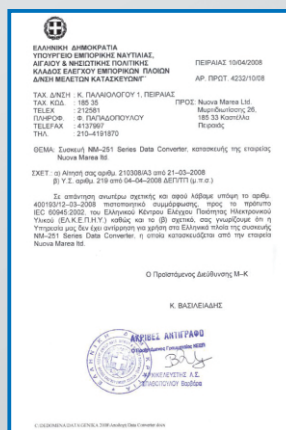 ΕΛΛΗΝΙΚΗ ΔΗΜΟΚΡΑΤΙΑ
ΥΠΟΥΡΓΕΙΟ ΕΜΠΟΡΙΚΗΣ ΝΑΥΤΙΛΙΑΣ,
ΑΙΓΑΙΟΥ & ΝΗΣΙΩΤΙΚΗΣ ΠΟΛΙΤΙΚΗΣ
ΚΛΑΔΟΣ ΕΛΕΓΧΟΥ ΕΜΠΟΡΙΚΩΝ ΠΛΟΙΩΝ
Δ/ΝΣΗ ΜΕΛΕΤΩΝ ΚΑΤΑΣΚΕΥΩΝ/Γ΄
ΠΕΙΡΑΙΑΣ 10/04/2008
ΑΡ. ΠΡΩΤ. 4232/10/08
ΤΑΧ. Δ/ΝΣΗ : Κ. ΠΑΛΑΙΟΛΟΓΟΥ 1, ΠΕΙΡΑΙΑΣ
ΤΑΧ. ΚΩΔ. : 185 35
TELEX : 212581
ΠΛΗΡΟΦ. : Φ. ΠΑΠΑΔΟΠΟΥΛΟΥ
TELEFAX : 4137997
ΤΗΛ. : 210-4191870
ΠΡΟΣ: Nuova Marea Ltd.
Μυρτιδιωτίσσης 26,
185 33 Καστέλλα
Πειραιάς
ΘΕΜΑ: Συσκευή NM–251 Series Data Converter, κατασκευής της εταιρείας
Nuova Marea ltd.
ΣΧΕΤ.: α) Αίτησή σας αριθμ. 210308/Α3 από 21–03–2008
β) Υ.Σ. αριθμ. 219 από 04–04–2008 ΔΕΠ/ΤΠ (μ.π.σ.)
Σε απάντηση ανωτέρω σχετικής και αφού λάβαμε υπόψη το αριθμ.
400193/12–03–2008 πιστοποιητικό συμμόρφωσης, προς το πρότυπο
IEC 60945:2002, του Ελληνικού Κέντρου Ελέγχου Ποιότητας Ηλεκτρονικού
Υλικού (ΕΛ.ΚΕ.Π.Η.Υ.) καθώς και το (β) σχετικό, σας γνωρίζουμε ότι η
Υπηρεσία μας δεν έχει αντίρρηση για χρήση στα Ελληνικά πλοία της συσκευής
NM–251 Series Data Converter, η οποία κατασκευάζεται από την εταιρεία
Nuova Marea ltd.
Ο Προϊστάμενος Διεύθυνσης Μ–Κ
Κ. ΒΑΣΙΛΕΙΑΔΗΣ
ΑΚΡΙΒΕΣ ΑΝΤΙΓΡΑΦΟ